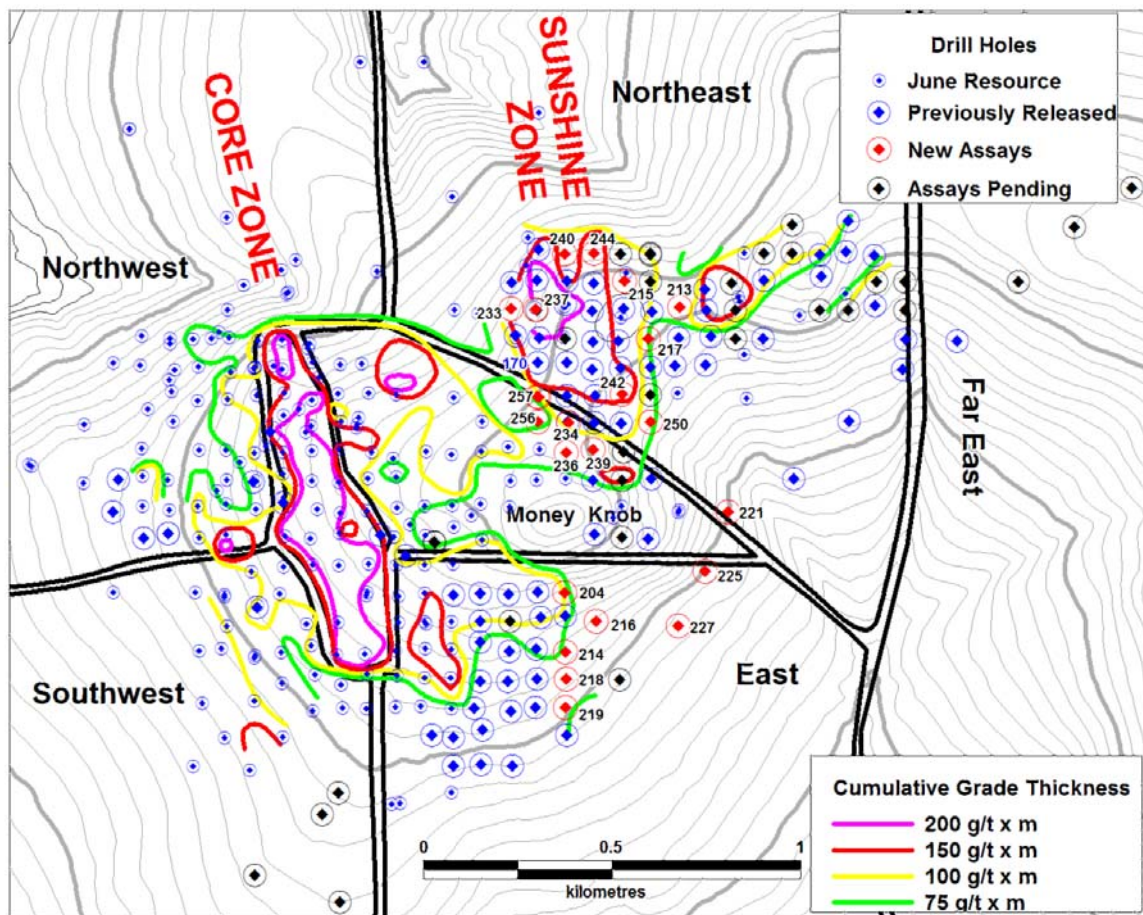 Drill Holes
June Resource
Previously Released
New Assays
Assays Pending
CORE ZONE
SUNSHINE
ZONE
Northeast
Northwest
240
244
237
215
213
233
217
170
242
257
256
234
250
236
239
Far East
Money Knob
221
225
204
216
227
214
East
Southwest
218
219
Cumulative Grade Thickness
200 g/t x m
150 g/t x m
100 g/t x m
75 g/t x m
0 0.5 1
kilometres